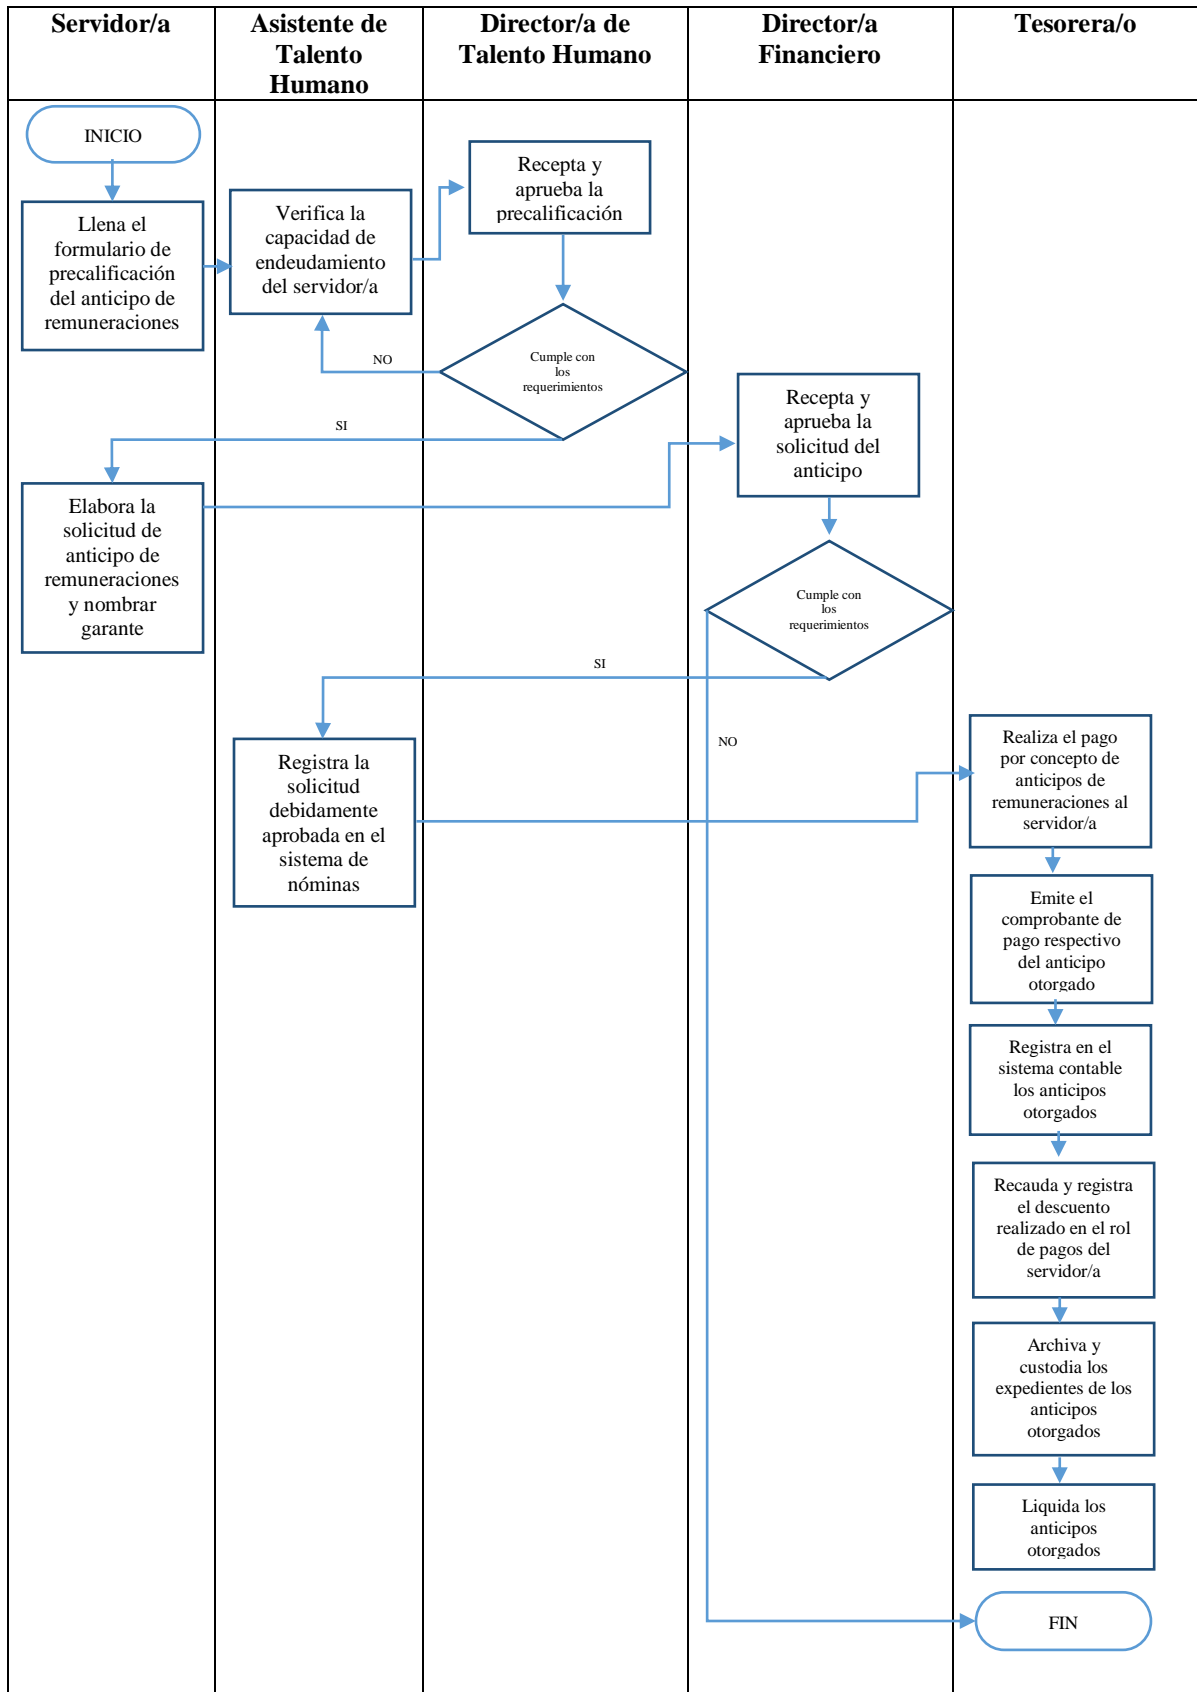 Servidor/a
Asistente de
Talento
Humano
Director/a de
Talento Humano
Director/a
Financiero
Tesorera/o
INICIO
Llena el
formulario de
precalificación
del anticipo de
remuneraciones
Verifica la
capacidad de
endeudamiento
del servidor/a
Recepta y
aprueba la
precalificación
Cumple con
los
requerimientos
NO
SI
Elabora la
solicitud de
anticipo de
remuneraciones
y nombrar
garante
Recepta y
aprueba la
solicitud del
anticipo
Cumple con
los
requerimientos
SI
NO
Registra la
solicitud
debidamente
aprobada en el
sistema de
nóminas
Realiza el pago
por concepto de
anticipos de
remuneraciones al
servidor/a
Emite el
comprobante de
pago respectivo
del anticipo
otorgado
Registra en el
sistema contable
los anticipos
otorgados
Recauda y registra
el descuento
realizado en el rol
de pagos del
servidor/a
Archiva y
custodia los
expedientes de los
anticipos
otorgados
Liquida los
anticipos
otorgados
FIN